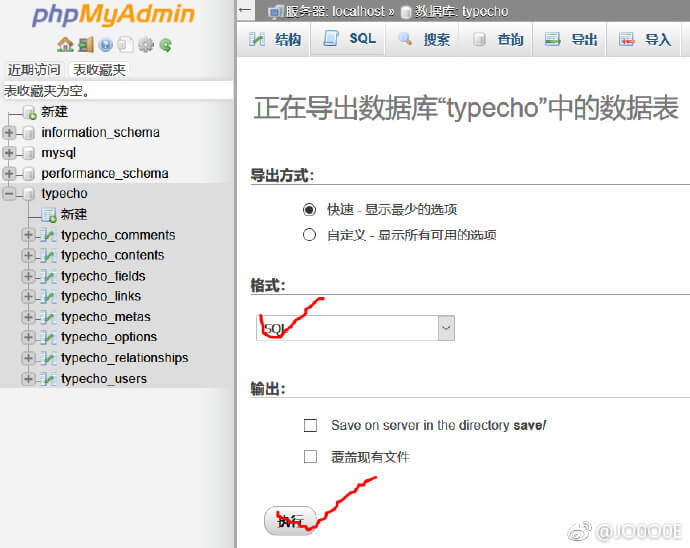 phpMyAdmin
近期访问 表收藏夹
表收藏夹为空。
新建
information_schema
mysql
performance_schema
typecho
新建
typecho_comments
typecho_contents
typecho_fields
typecho_links
typecho_metas
typecho_options
typecho_relationships
typecho_users
服务器: localhost » 数据库: typecho
结构 SQL 搜索 查询 导出 导入
正在导出数据库“typecho”中的数据表
导出方式:
快速 - 显示最少的选项
自定义 - 显示所有可用的选项
格式:
SQL
输出:
Save on server in the directory save/
覆盖现有文件
执行
@JO0O0E